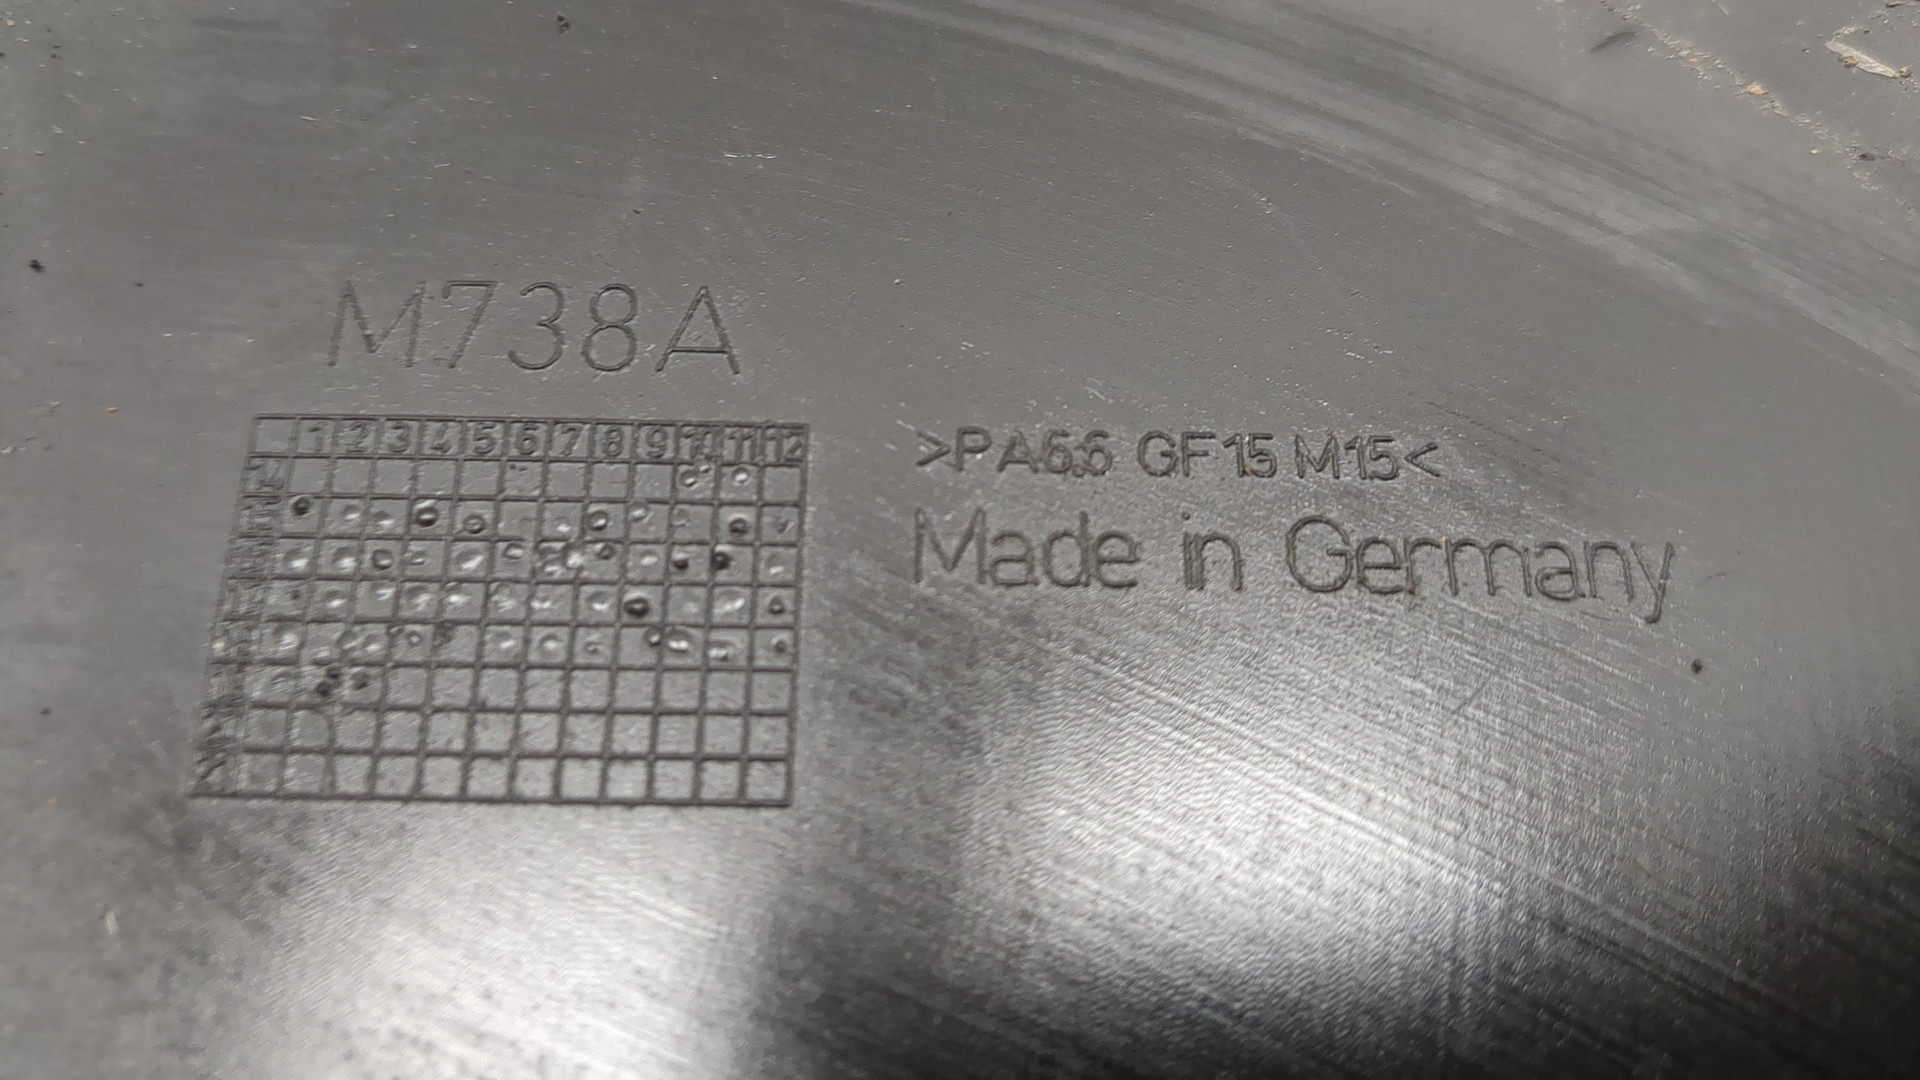 M738A
1 2 3 4 5 6 7 8 9 10 11 12
>PA6.6 GF15 M15<
Made in Germany